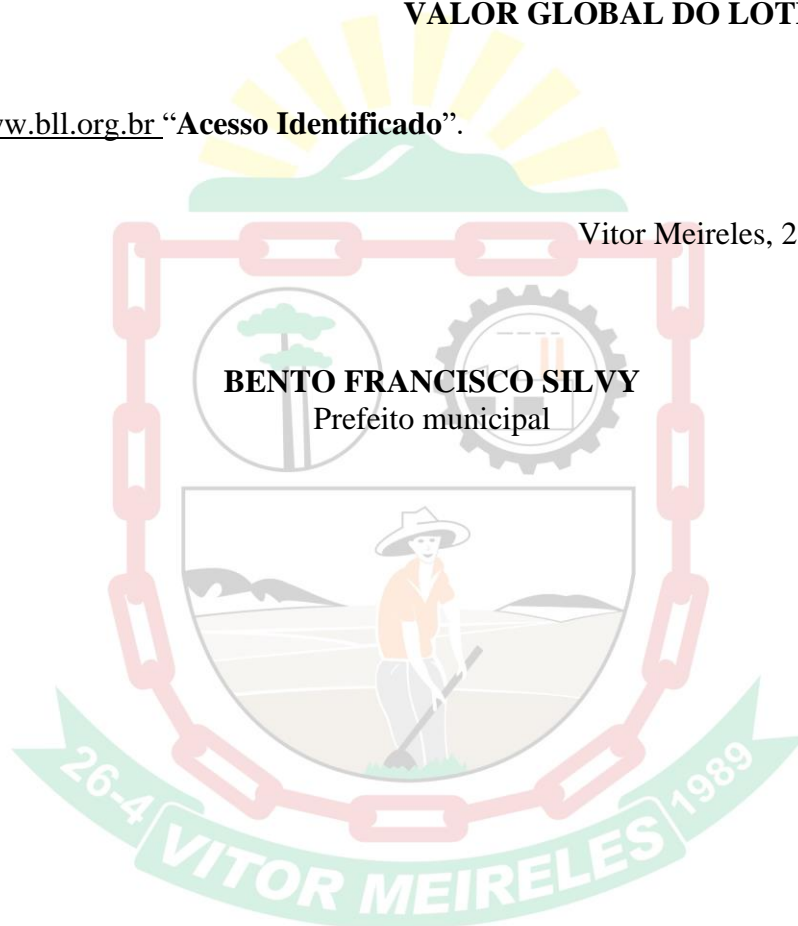 VALOR GLOBAL DO LOT
w.bll.org.br “Acesso Identificado”.
Vitor Meireles, 2
BENTO FRANCISCO SILVY
Prefeito municipal
26-4 VITOR MEIRELES 1989